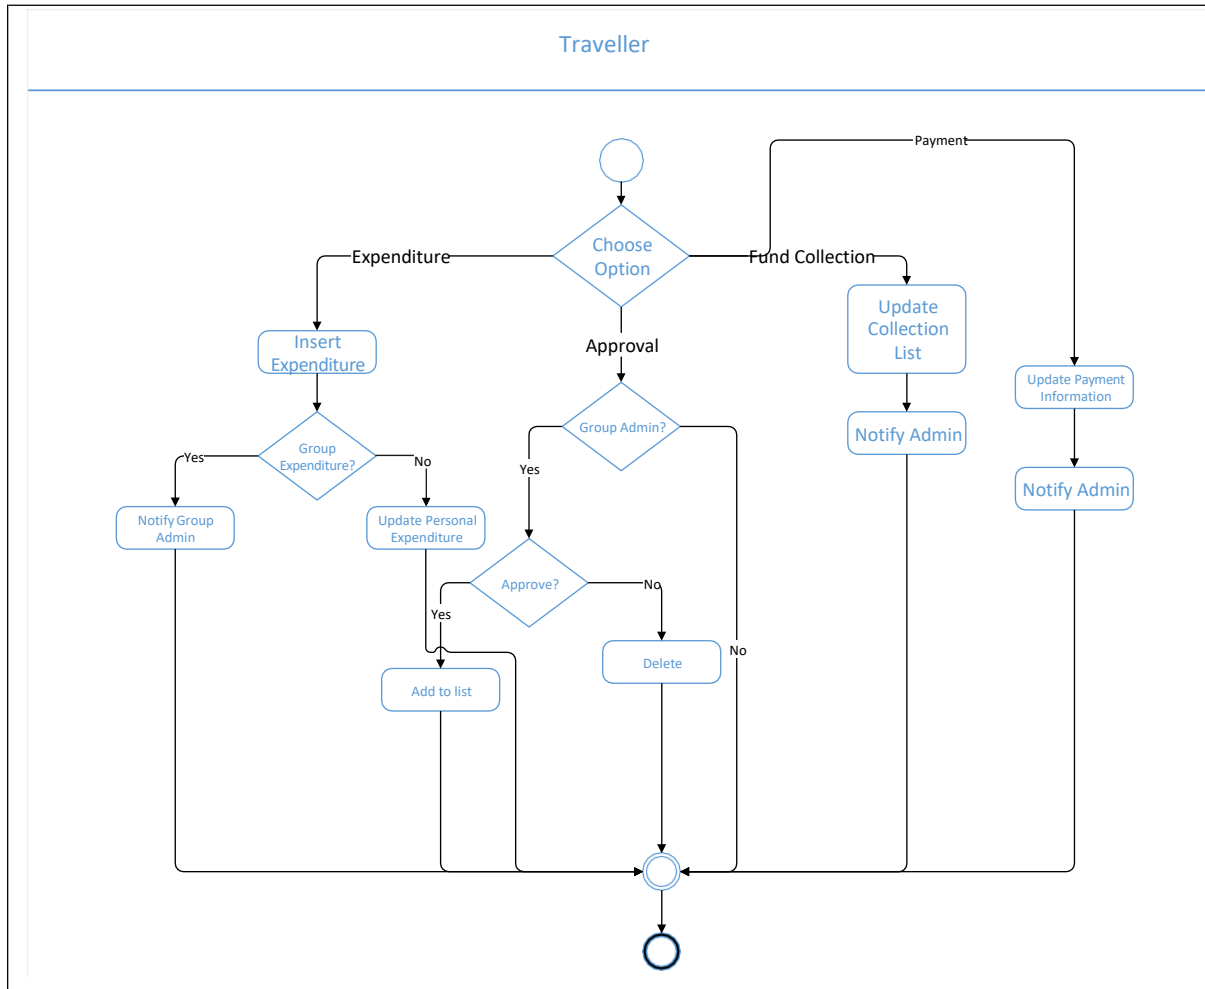 Traveller
Payment
Choose
Option
Expenditure
Fund Collection
Update
Collection
List
Insert
Expenditure
Approval
Update Payment
Information
Group Admin?
Notify Admin
Group
Expenditure?
Yes
No
Yes
Notify Admin
Notify Group
Admin
Update Personal
Expenditure
Approve?
No
Yes
No
Delete
Add to list